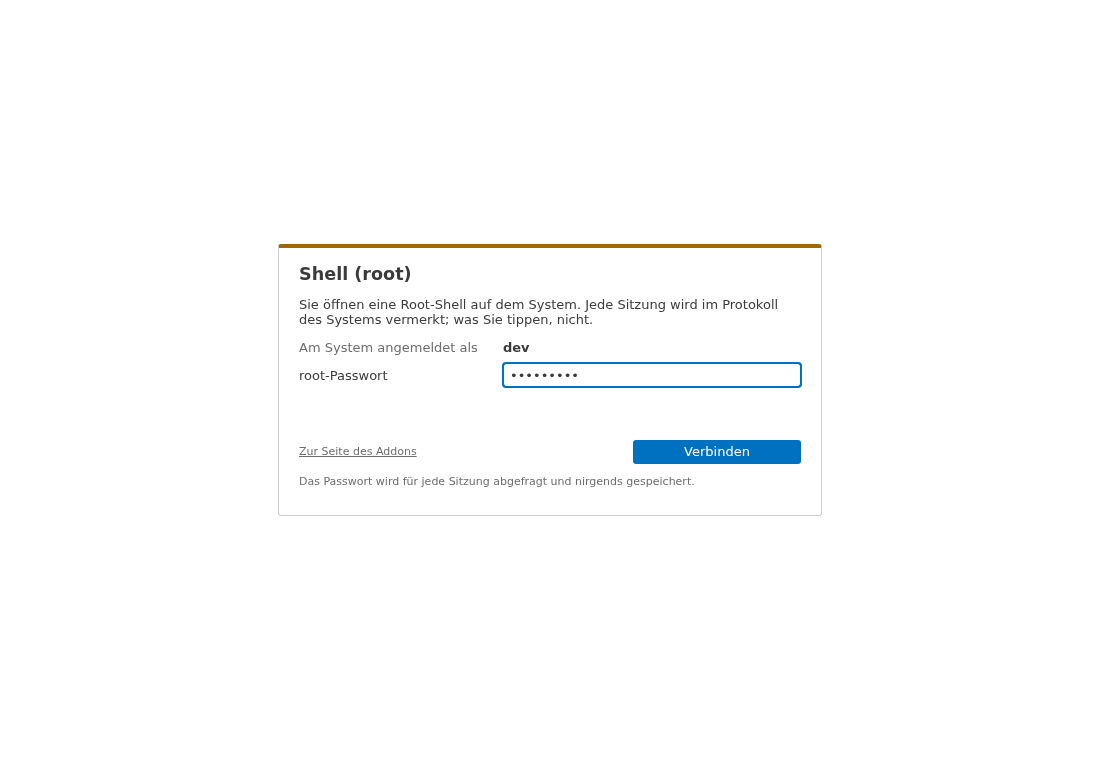 Shell (root)
Sie öffnen eine Root-Shell auf dem System. Jede Sitzung wird im Protokoll
des Systems vermerkt; was Sie tippen, nicht.
Am System angemeldet als dev
root-Passwort •••••••••
Zur Seite des Addons Verbinden
Das Passwort wird für jede Sitzung abgefragt und nirgends gespeichert.